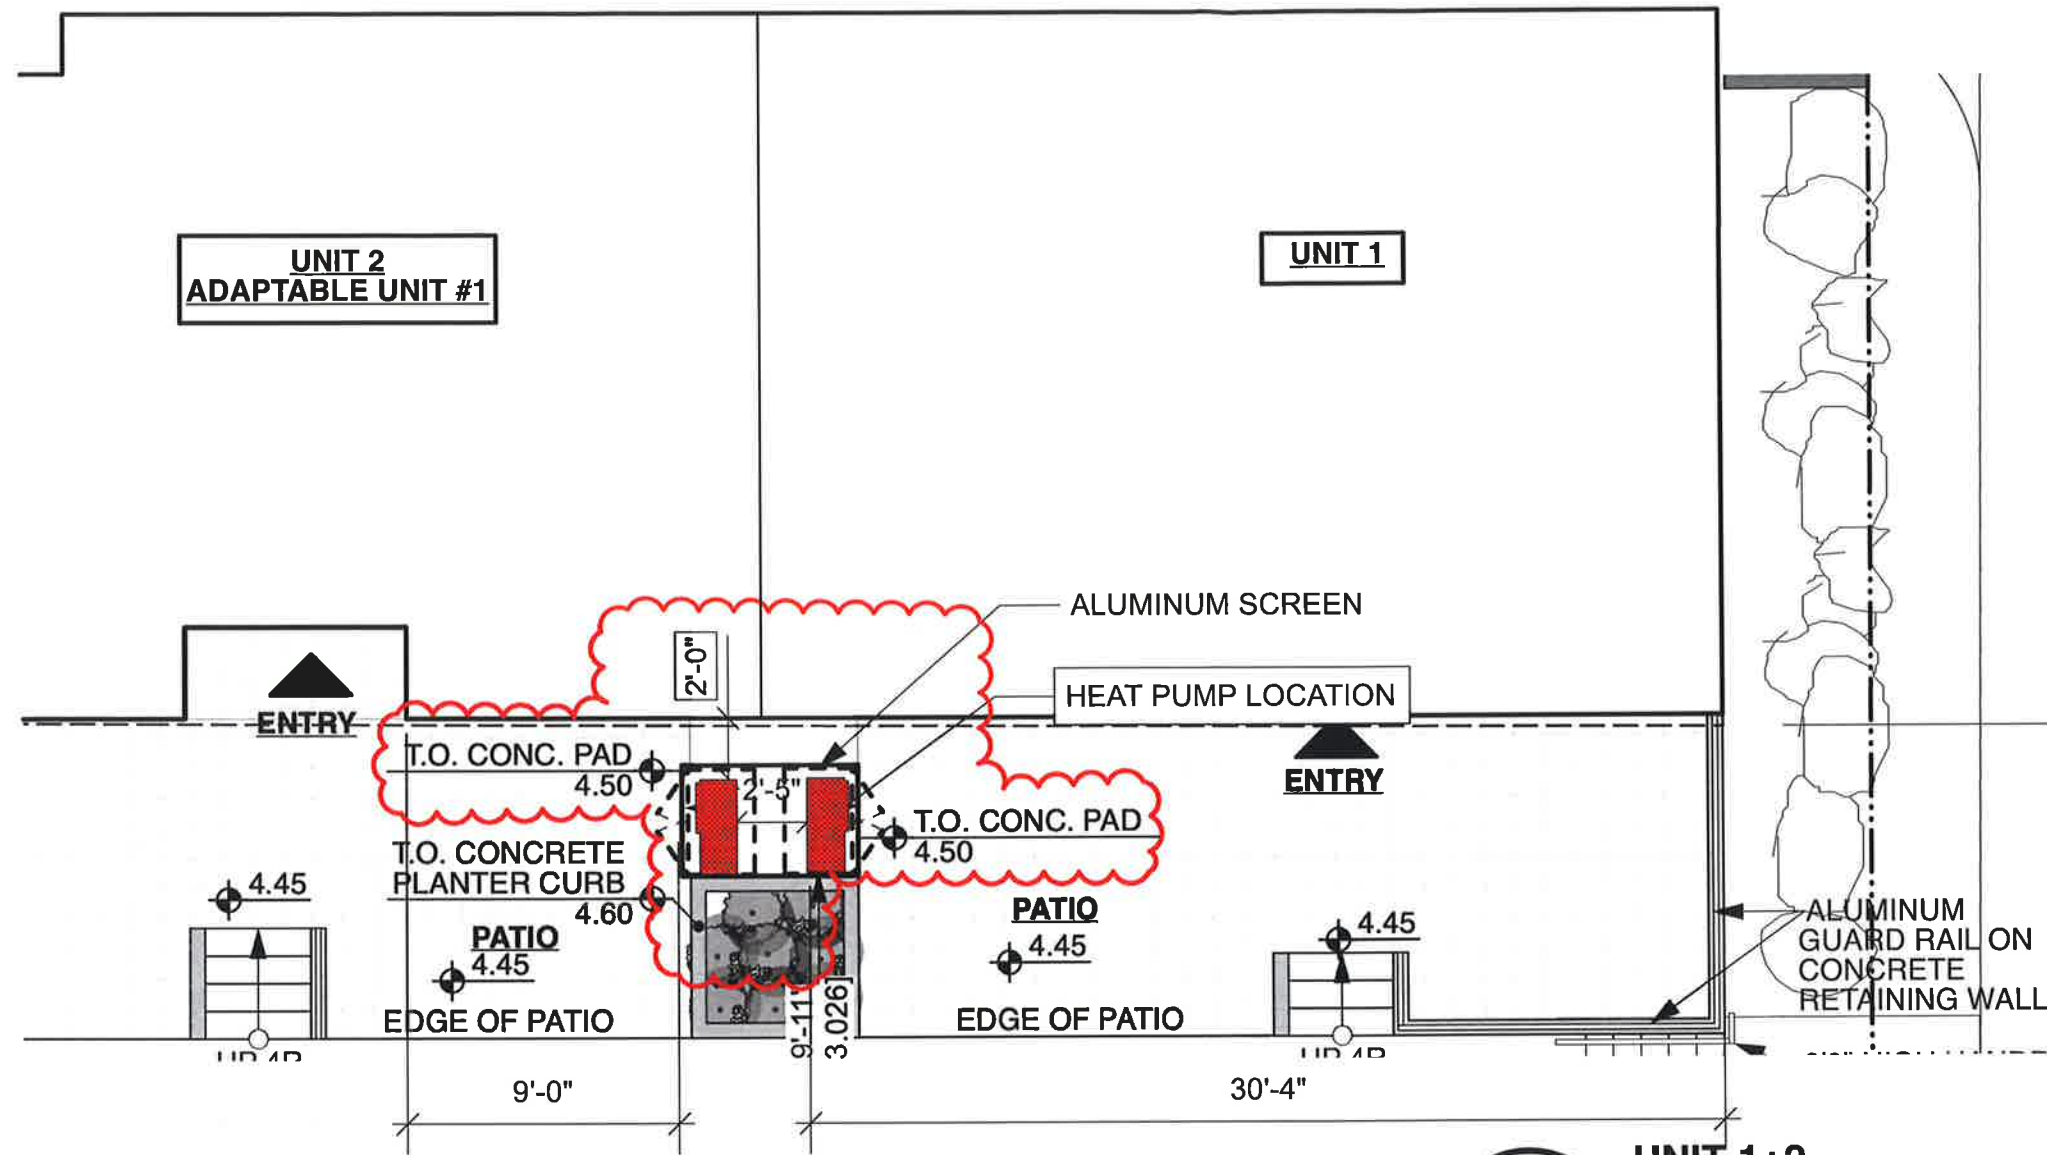 UNIT 2
ADAPTABLE UNIT #1
UNIT 1
ALUMINUM SCREEN
2'-0"
HEAT PUMP LOCATION
ENTRY
T.O. CONC. PAD
4.50
2'-5"
ENTRY
T.O. CONC. PAD
4.50
T.O. CONCRETE
PLANTER CURB
4.60
4.45
PATIO
4.45
PATIO
4.45
4.45
ALUMINUM
GUARD RAIL ON
CONCRETE
RETAINING WALL
EDGE OF PATIO
EDGE OF PATIO
9'-11"
3.026]
9'-0"
30'-4"